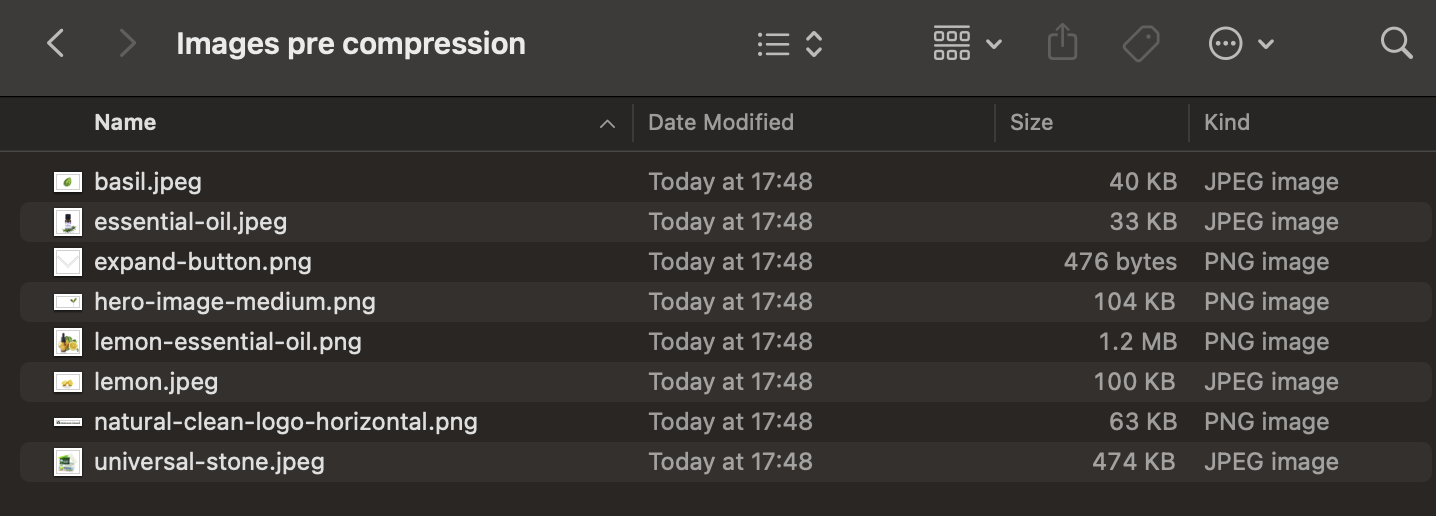 Images pre compression
Name Date Modified Size Kind
basil.jpeg Today at 17:48 40 KB JPEG image
essential-oil.jpeg Today at 17:48 33 KB JPEG image
expand-button.png Today at 17:48 476 bytes PNG image
hero-image-medium.png Today at 17:48 104 KB PNG image
lemon-essential-oil.png Today at 17:48 1.2 MB PNG image
lemon.jpeg Today at 17:48 100 KB JPEG image
natural-clean-logo-horizontal.png Today at 17:48 63 KB PNG image
universal-stone.jpeg Today at 17:48 474 KB JPEG image